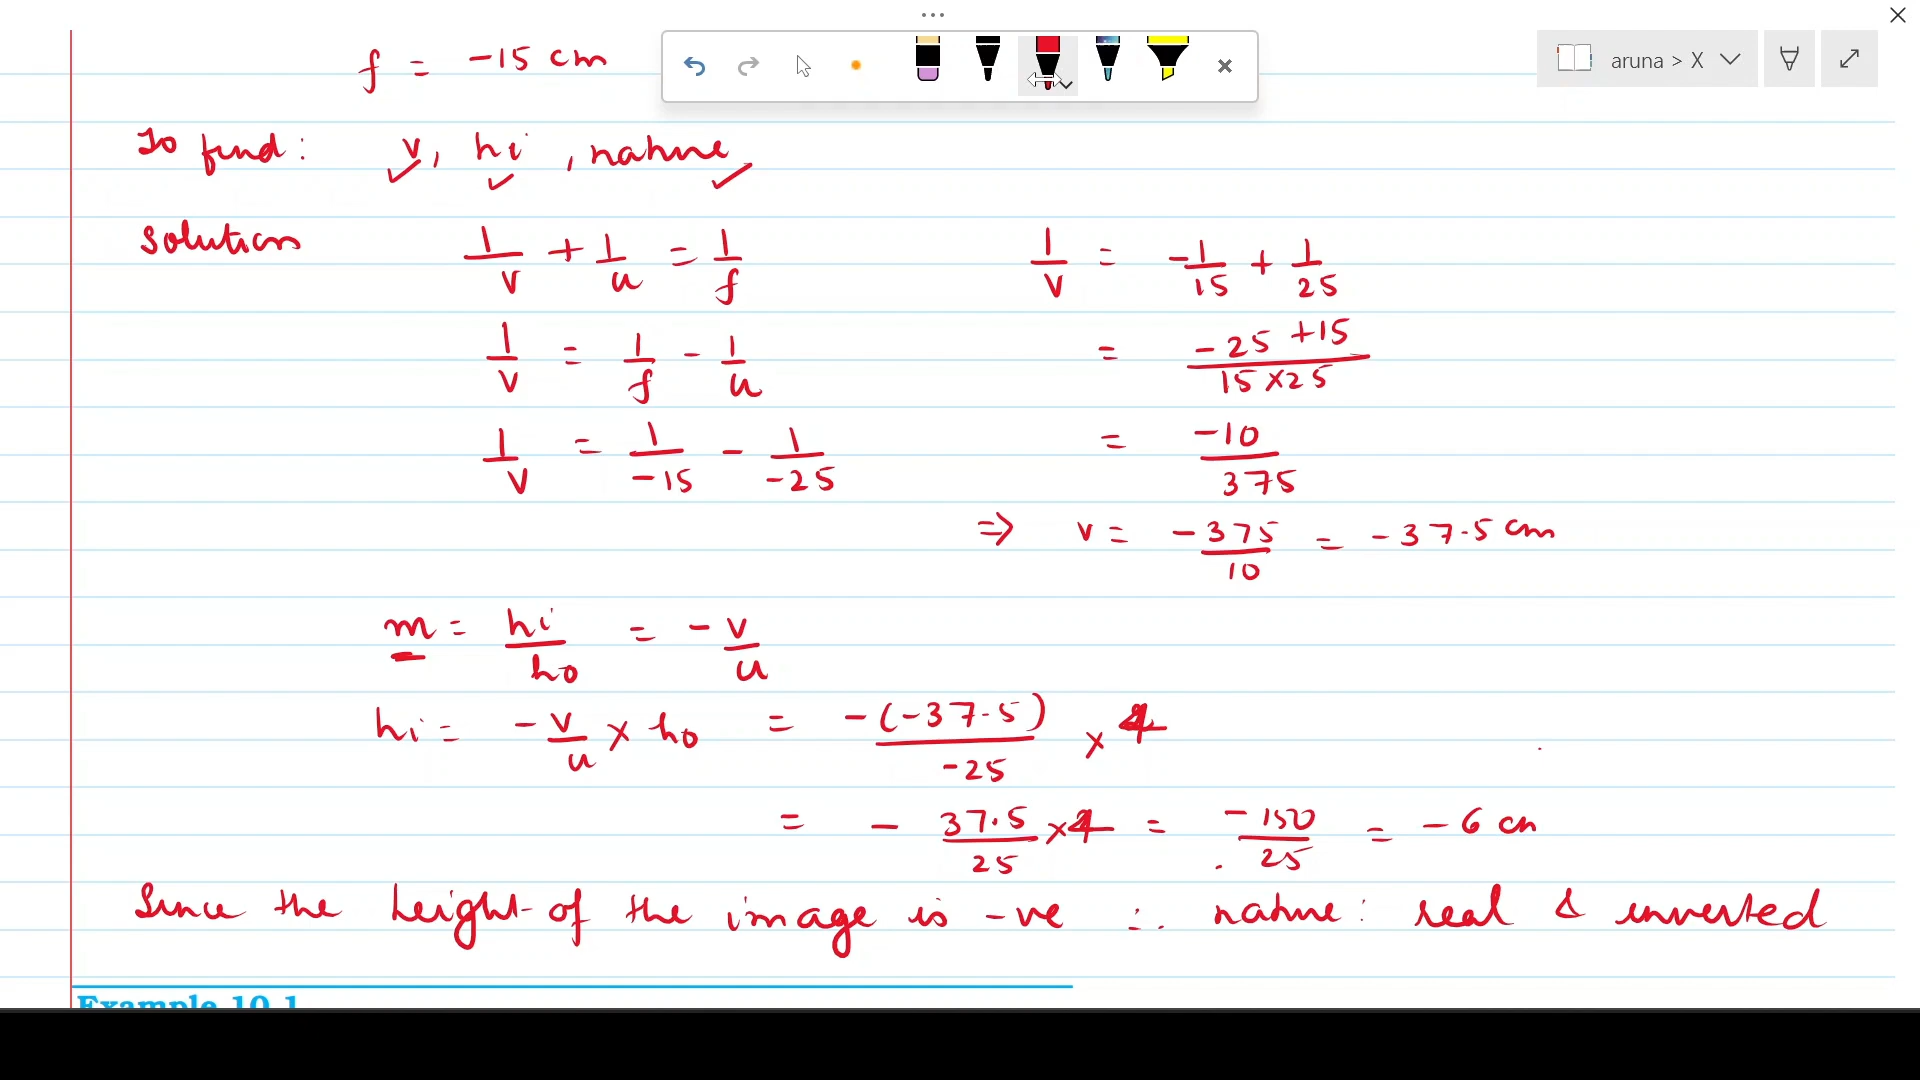 f = -15 cm
aruna > X
To find : v, hi, nature
Solution 1/v + 1/u = 1/f
1/v = 1/f - 1/u
1/v = 1/-15 - 1/-25
1/v = -1/15 + 1/25
= -25 +15 / 15 x 25
= -10/375
⇒ v = -375/10 = -37.5 cm
m = hi/ho = -v/u
hi = -v/u x ho = -(-37.5)/-25 x 4
= - 37.5/25 x 4 = -150/25 = -6 cm
Since the height of the image is -ve ∴ nature : real & inverted
Example 10.1